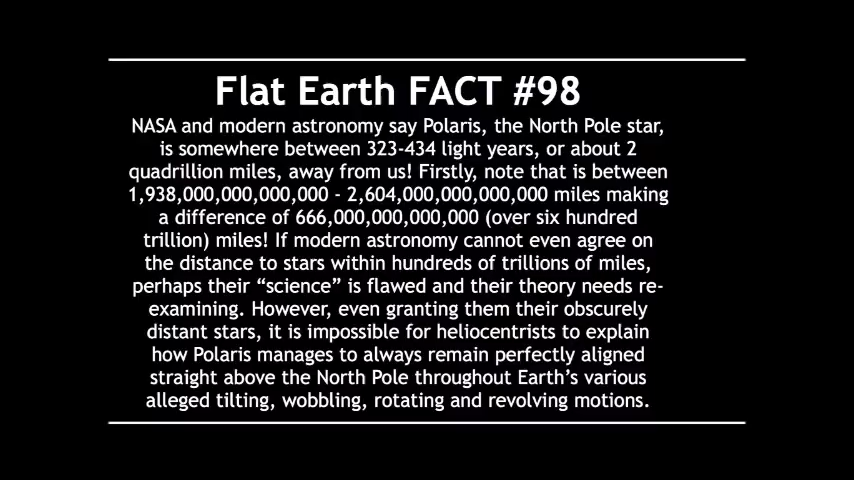 Flat Earth FACT #98
NASA and modern astronomy say Polaris, the North Pole star,
is somewhere between 323-434 light years, or about 2
quadrillion miles, away from us! Firstly, note that is between
1,938,000,000,000,000 - 2,604,000,000,000,000 miles making
a difference of 666,000,000,000,000 (over six hundred
trillion) miles! If modern astronomy cannot even agree on
the distance to stars within hundreds of trillions of miles,
perhaps their “science” is flawed and their theory needs re-
examining. However, even granting them their obscurely
distant stars, it is impossible for heliocentrists to explain
how Polaris manages to always remain perfectly aligned
straight above the North Pole throughout Earth’s various
alleged tilting, wobbling, rotating and revolving motions.